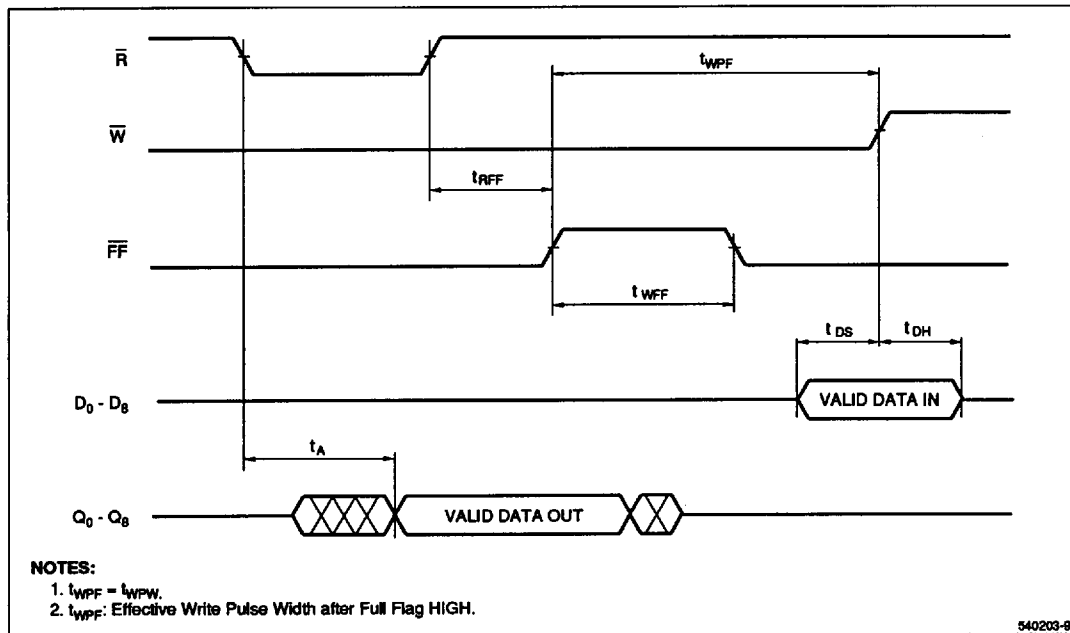 R̅
t_WPF
W̅
t_RFF
F̅F̅
t_WFF
t_DS
t_DH
D₀ - D₈
VALID DATA IN
t_A
Q₀ - Q₈
VALID DATA OUT
NOTES:
1. t_WPF = t_WPW.
2. t_WPF: Effective Write Pulse Width after Full Flag HIGH.
540203-9